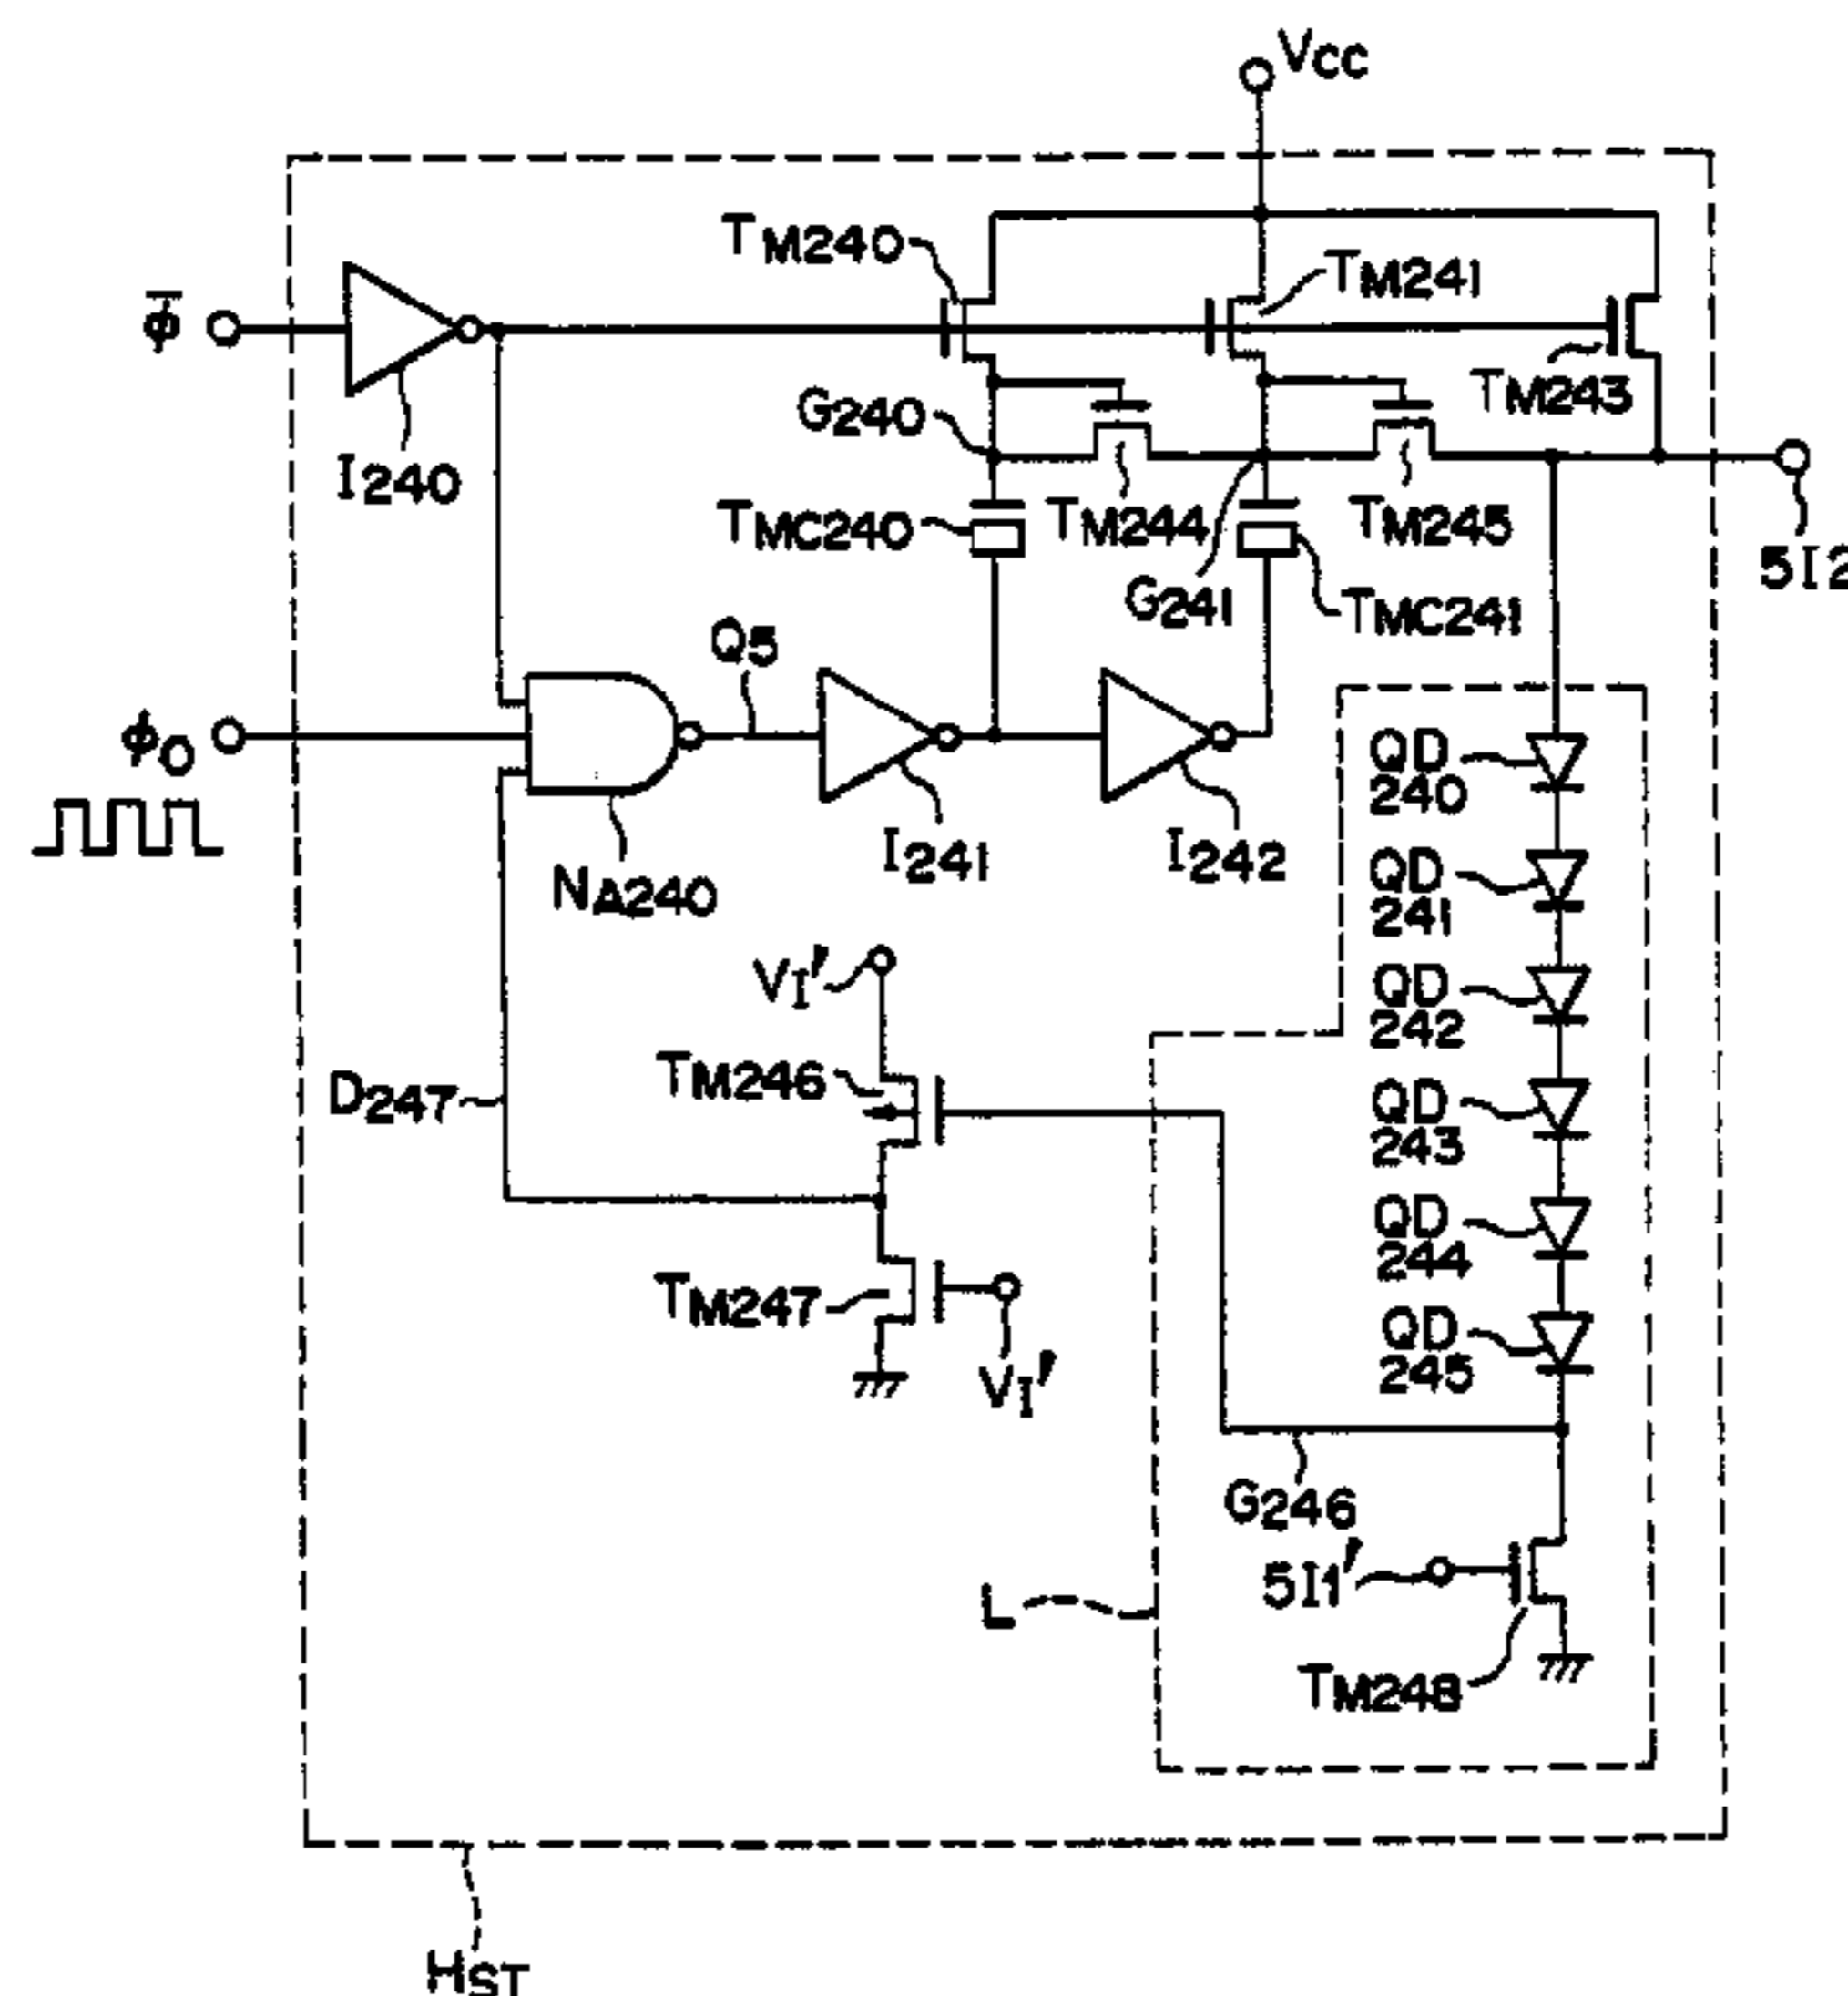 VCC
TM240
TM241
Φ̅
TM243
G240
I240
TMC240
TM244
TM245
5I2
G241
TMC241
Q5
ϕO
QD
240
I241
I242
NA240
QD
241
VI'
QD
242
TM246
D247
QD
243
QD
244
TM247
QD
245
VI'
G246
5I1'
L
TM248
HST